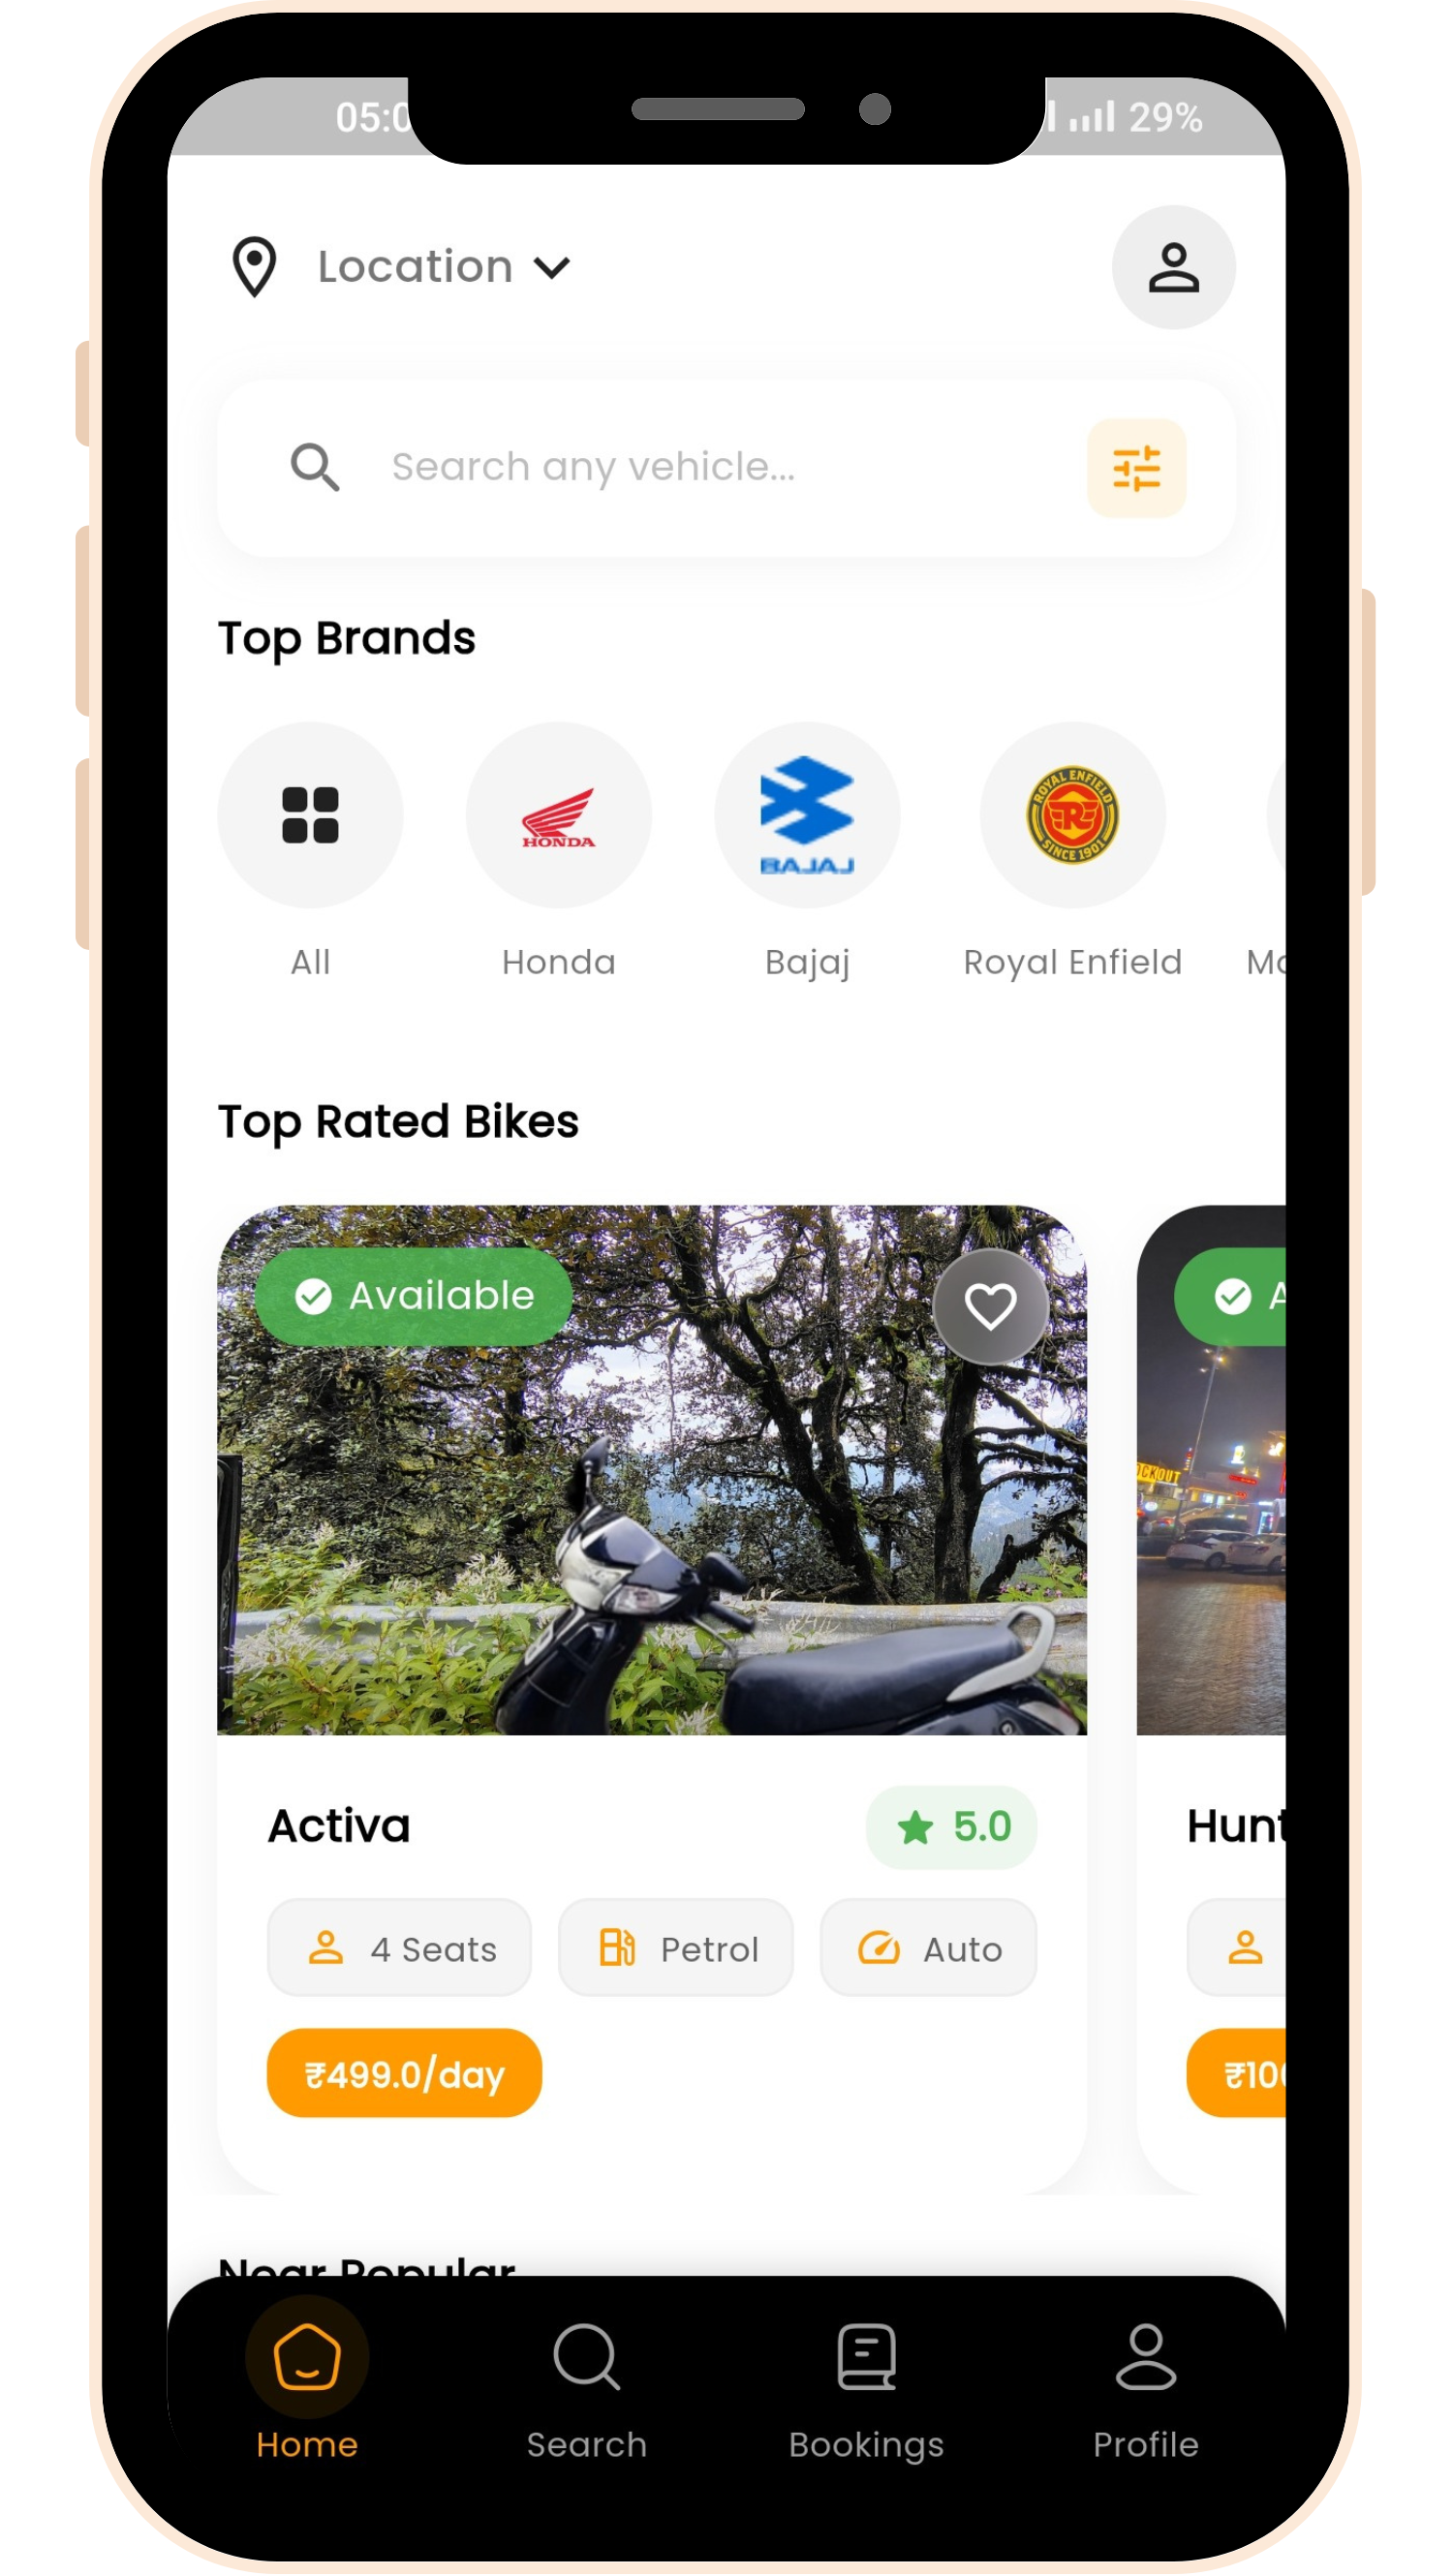 05:0
29%
Location
Search any vehicle...
Top Brands
HONDA
BAJAJ
ROYAL ENFIELD
R
SINCE 1901
All
Honda
Bajaj
Royal Enfield
Top Rated Bikes
Available
A
OCKOUT
Activa
5.0
Hunt
4 Seats
Petrol
Auto
₹499.0/day
₹100
Near Popular
Home
Search
Bookings
Profile